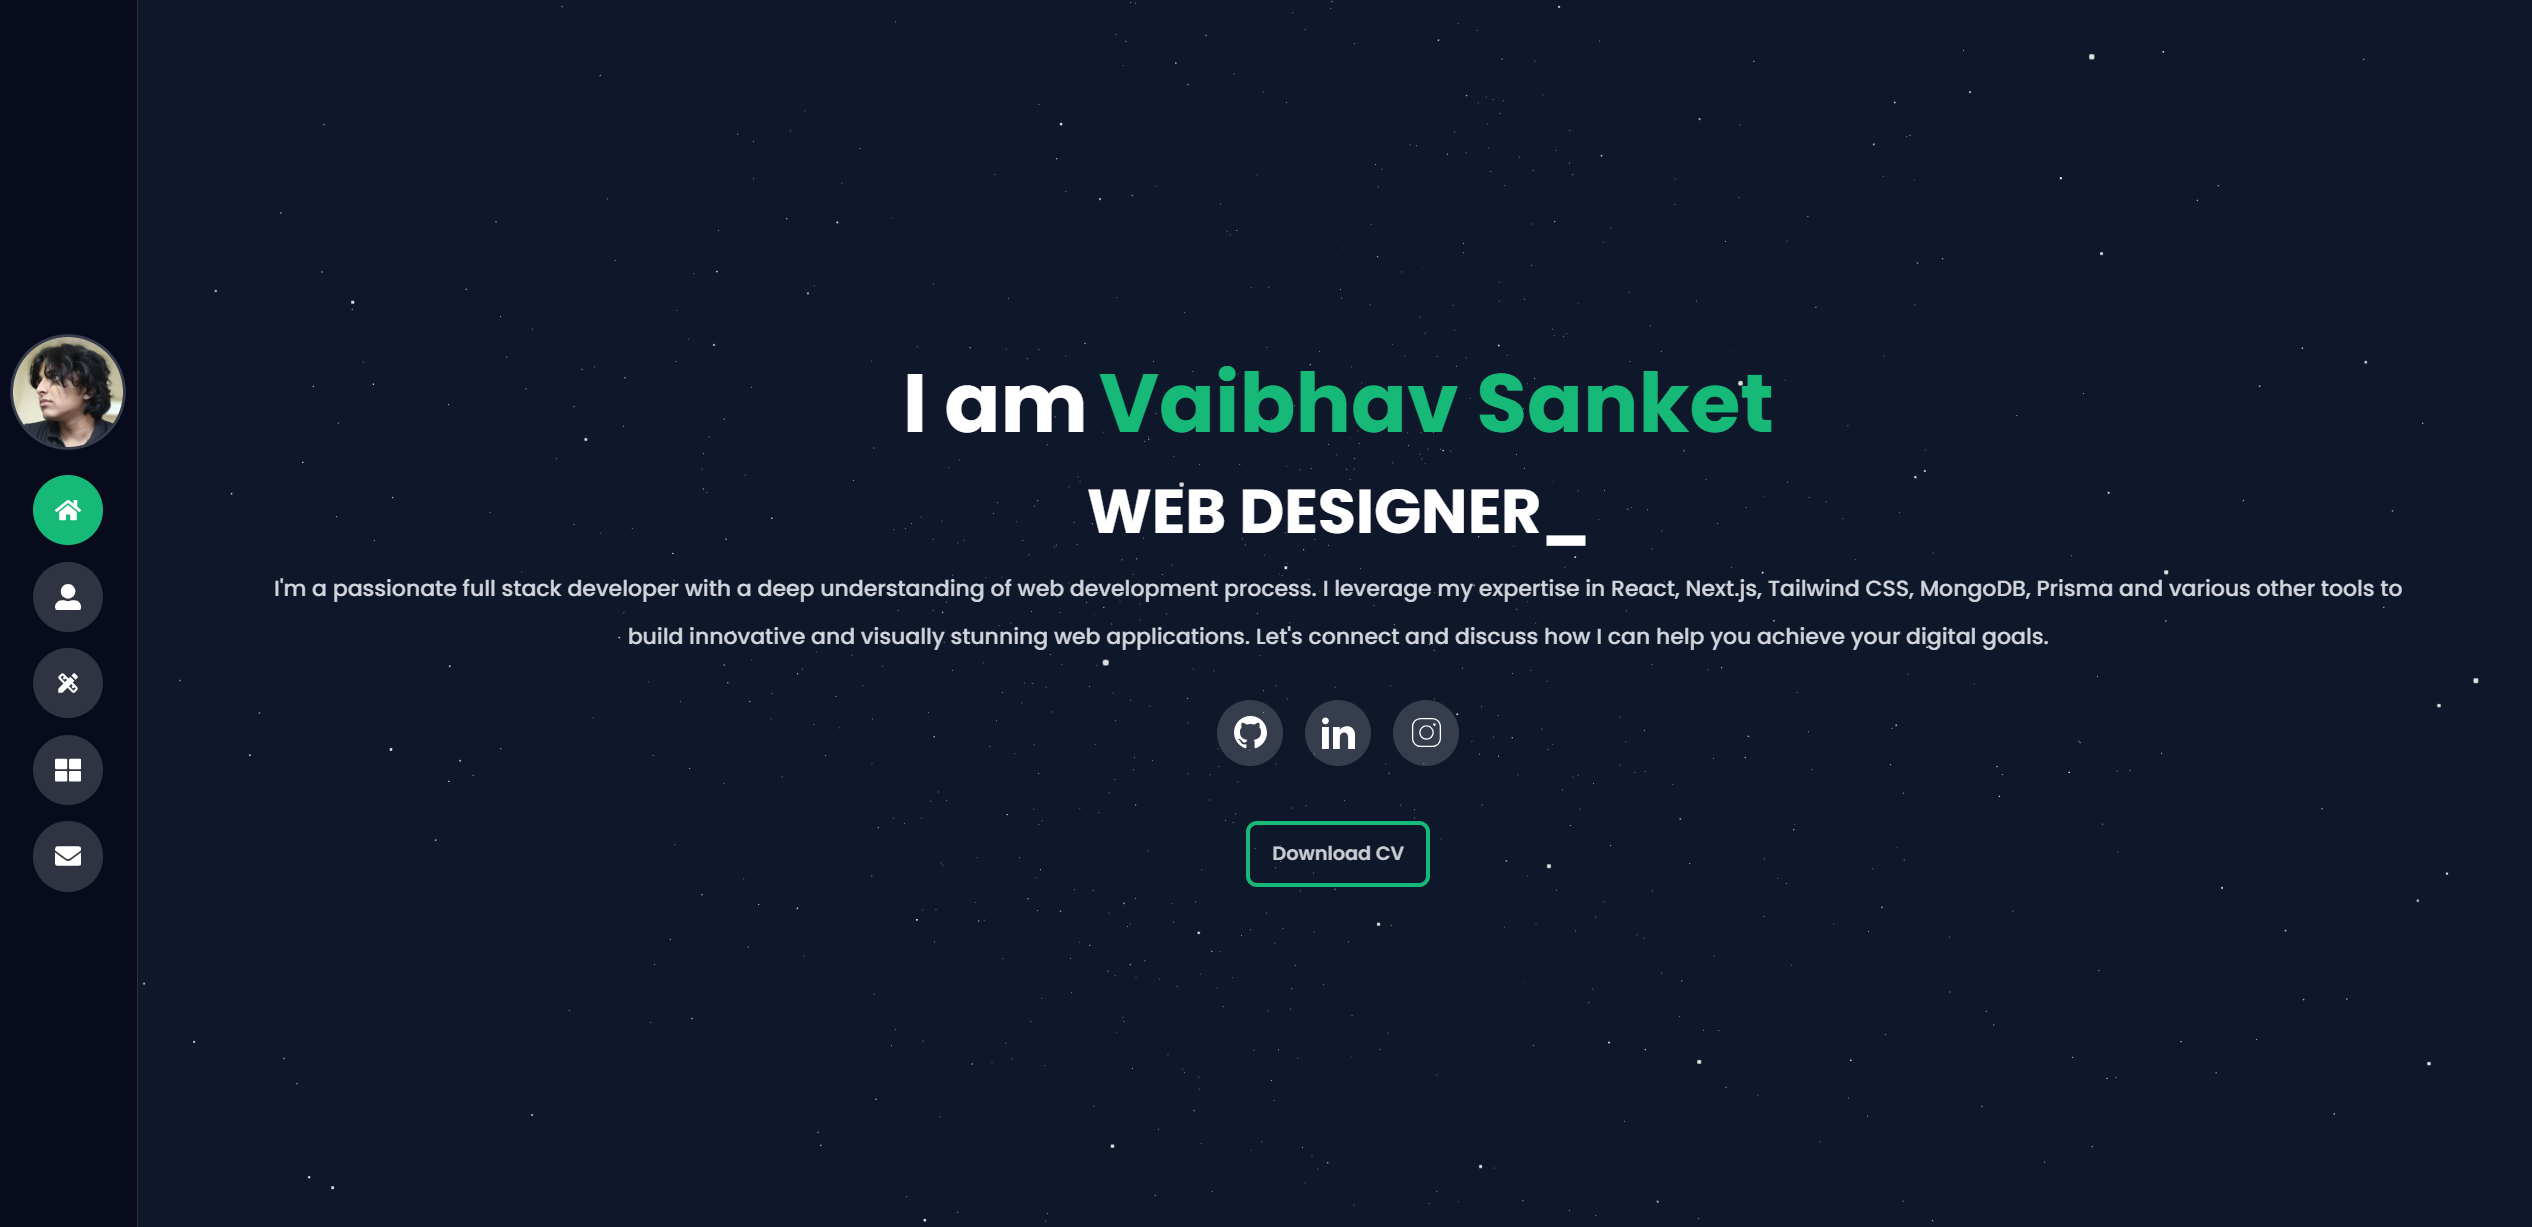 I am Vaibhav Sanket
WEB DESIGNER_
I'm a passionate full stack developer with a deep understanding of web development process. I leverage my expertise in React, Next.js, Tailwind CSS, MongoDB, Prisma and various other tools to
build innovative and visually stunning web applications. Let's connect and discuss how I can help you achieve your digital goals.
in
Download CV